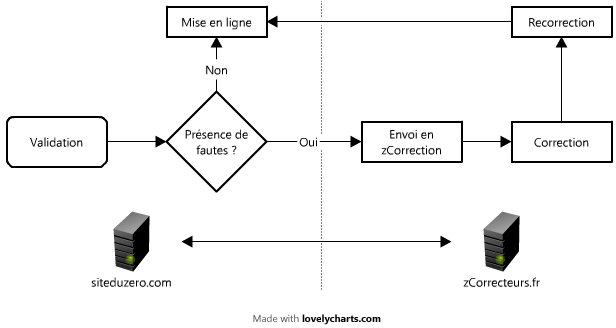 Mise en ligne
Recorrection
Non
Validation
Présence de
fautes ?
Oui
Envoi en
zCorrection
Correction
siteduzero.com
zCorrecteurs.fr
Made with lovelycharts.com